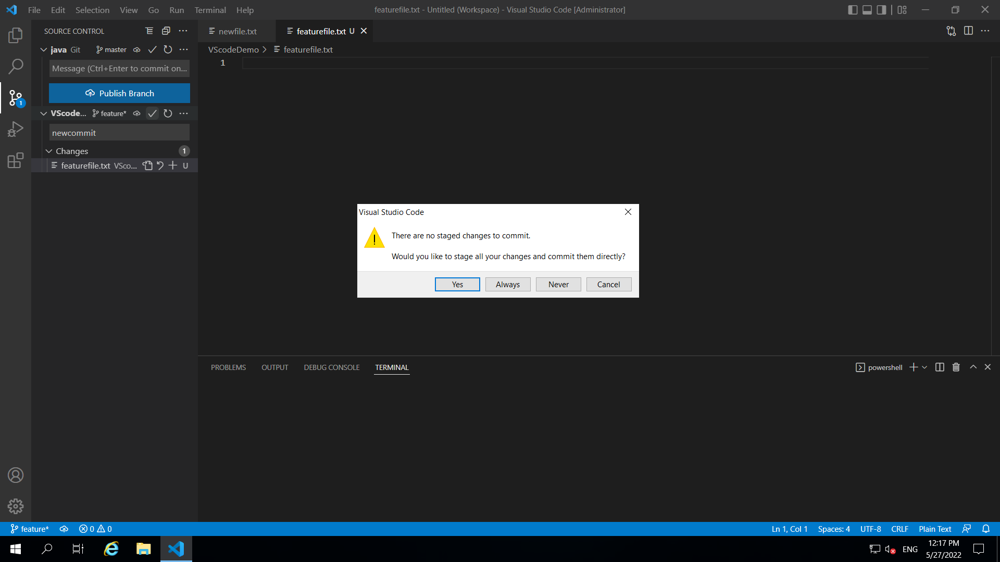 File Edit Selection View Go Run Terminal Help
featurefile.txt - Untitled (Workspace) - Visual Studio Code [Administrator]
SOURCE CONTROL
newfile.txt
featurefile.txt U
java Git master
VScodeDemo > featurefile.txt
Message (Ctrl+Enter to commit on...
1
Publish Branch
1
VScode... feature*
newcommit
Changes 1
featurefile.txt VSco... U
Visual Studio Code
There are no staged changes to commit.
Would you like to stage all your changes and commit them directly?
Yes Always Never Cancel
PROBLEMS OUTPUT DEBUG CONSOLE TERMINAL
powershell
feature* 0 0
Ln 1, Col 1 Spaces: 4 UTF-8 CRLF Plain Text
ENG
12:17 PM
5/27/2022